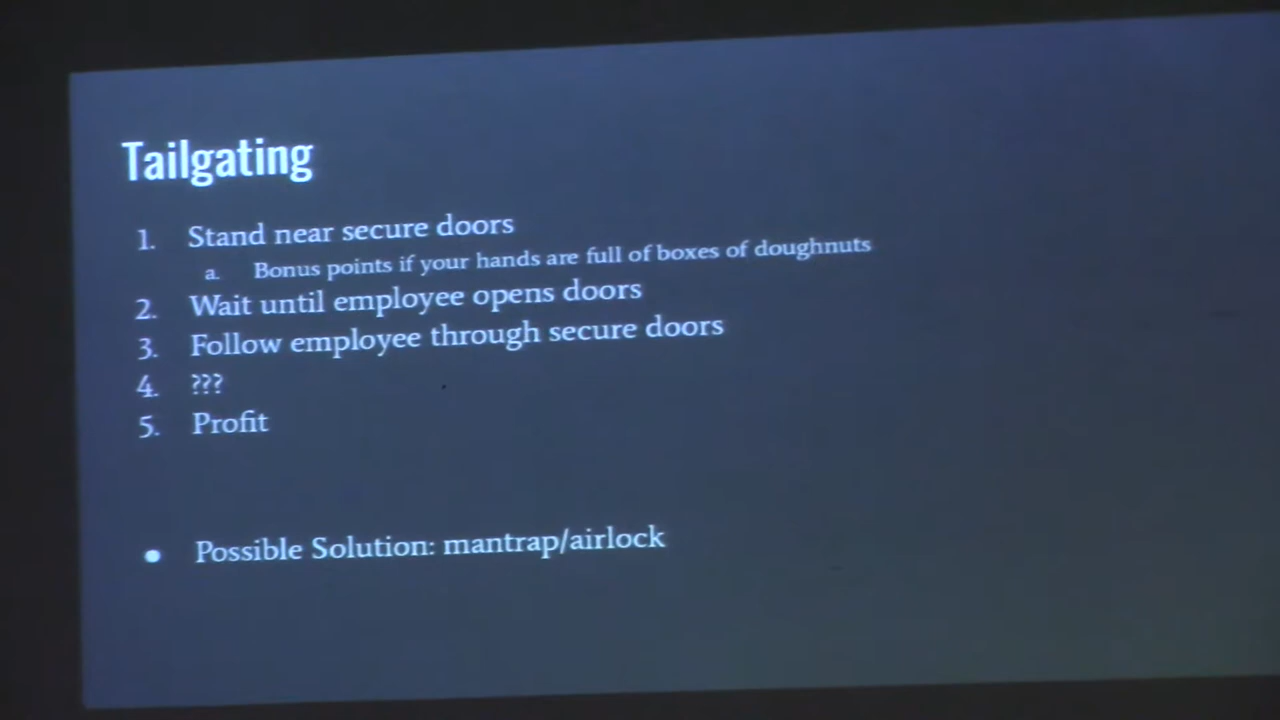 Tailgating
1. Stand near secure doors
a. Bonus points if your hands are full of boxes of doughnuts
2. Wait until employee opens doors
3. Follow employee through secure doors
4. ???
5. Profit
● Possible Solution: mantrap/airlock